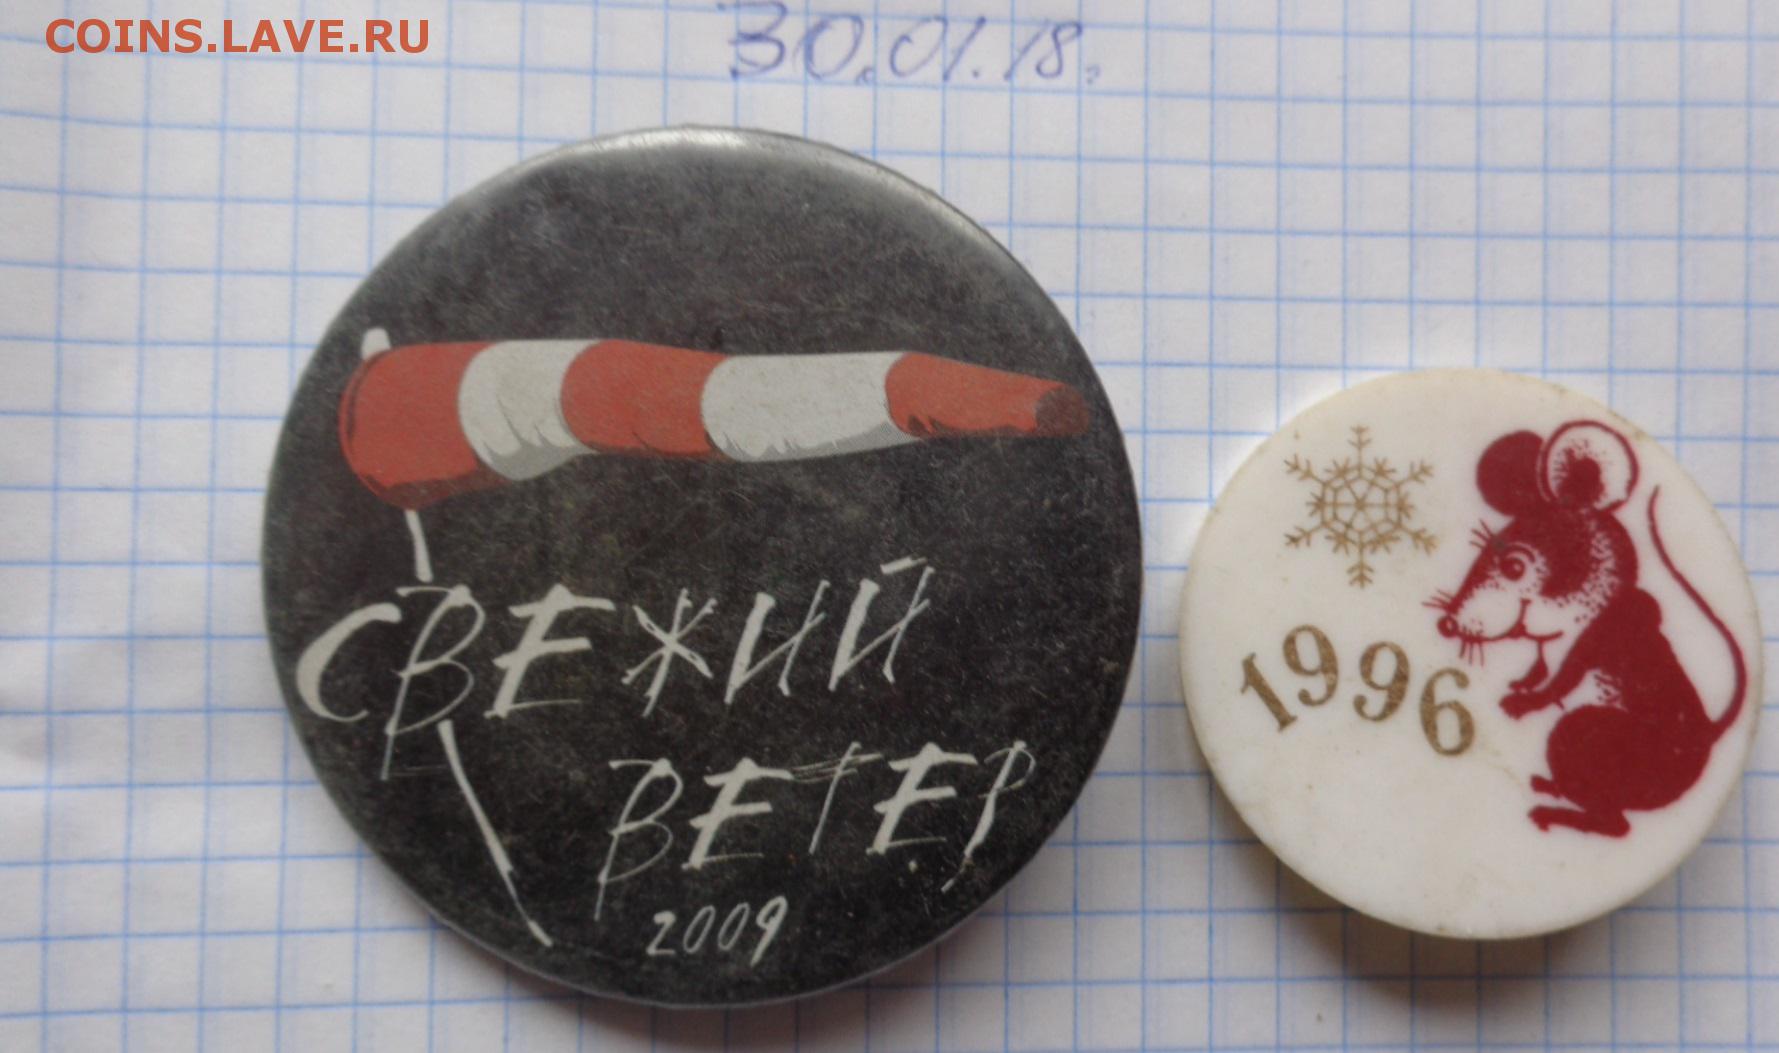 COINS.LAVE.RU
30.01.18.
СВЕЖИЙ
ВЕТЕР
2009
1996